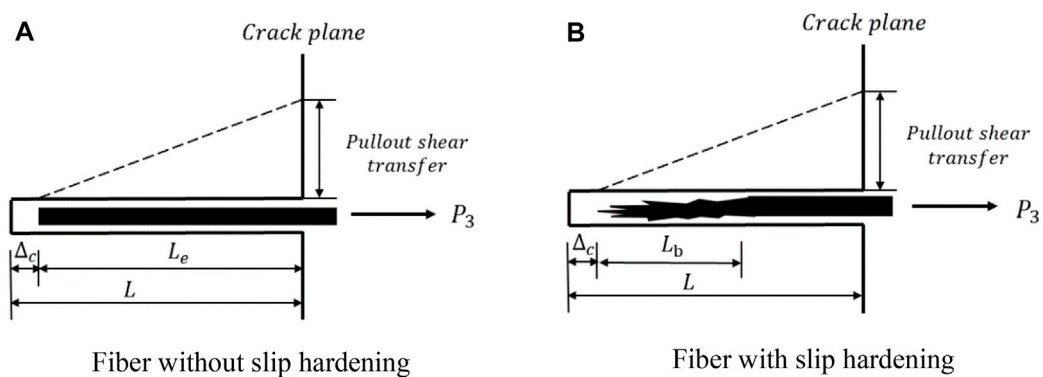 A
Crack plane
Pullout shear
transfer
P₃
Δc
Lₑ
L
Fiber without slip hardening
B
Crack plane
Pullout shear
transfer
P₃
Δc
L_b
L
Fiber with slip hardening